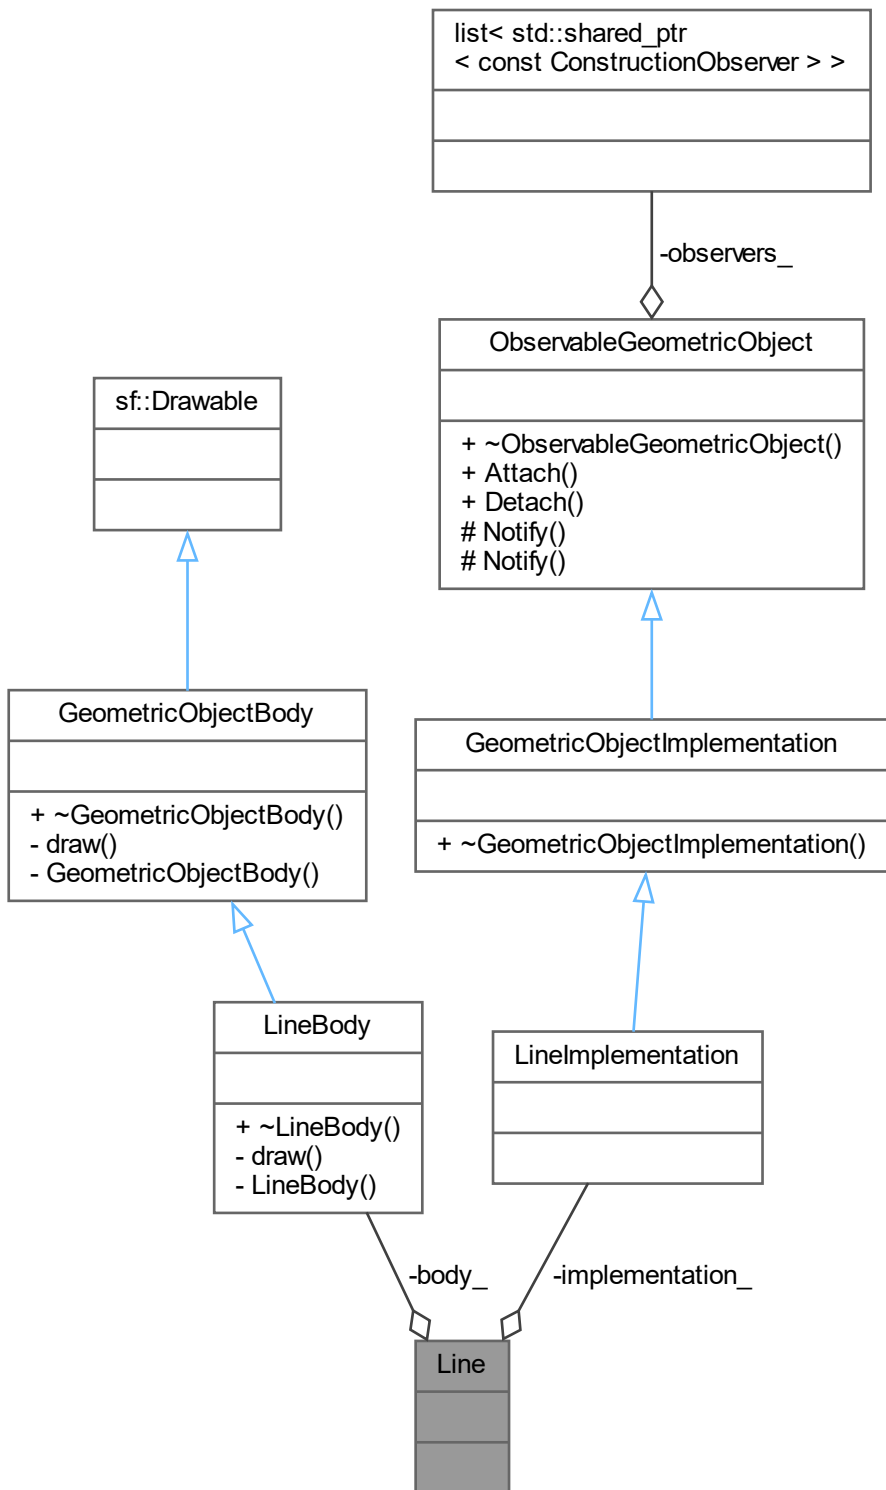 list< std::shared_ptr
< const ConstructionObserver > >
-observers_
ObservableGeometricObject
+ ~ObservableGeometricObject()
+ Attach()
+ Detach()
# Notify()
# Notify()
sf::Drawable
GeometricObjectBody
+ ~GeometricObjectBody()
- draw()
- GeometricObjectBody()
GeometricObjectImplementation
+ ~GeometricObjectImplementation()
LineBody
+ ~LineBody()
- draw()
- LineBody()
LineImplementation
-body_
-implementation_
Line